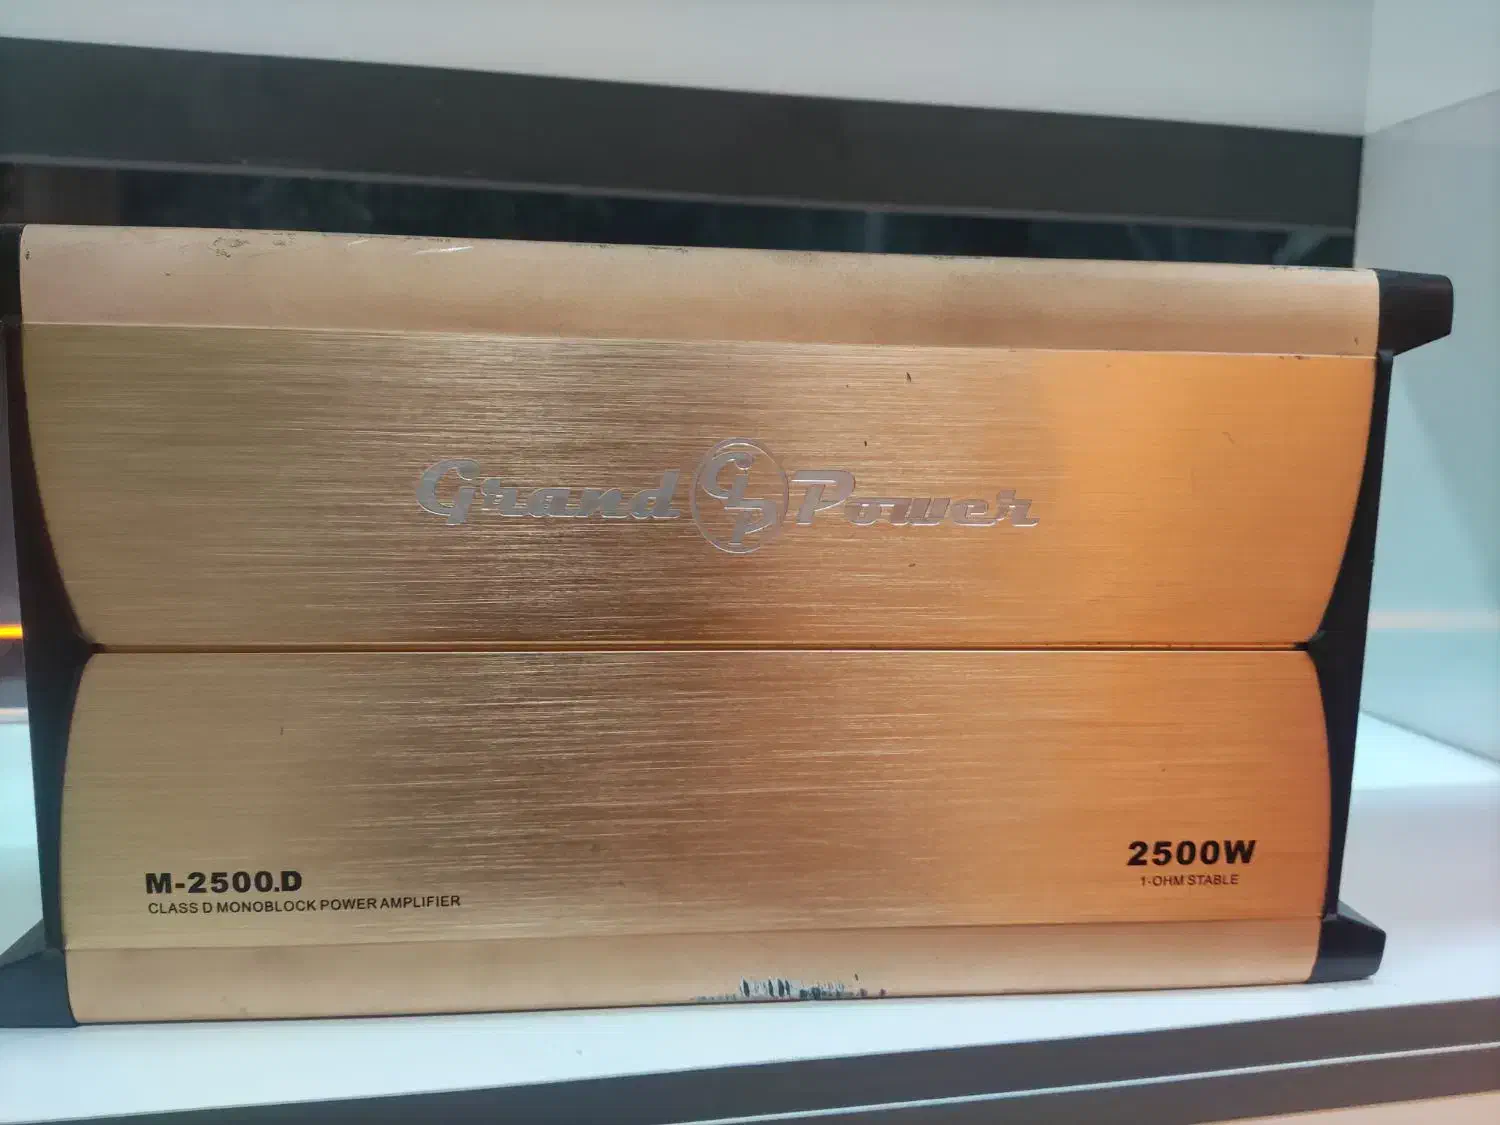 Grand GP Power
M-2500.D
CLASS D MONOBLOCK POWER AMPLIFIER
2500W
1-OHM STABLE